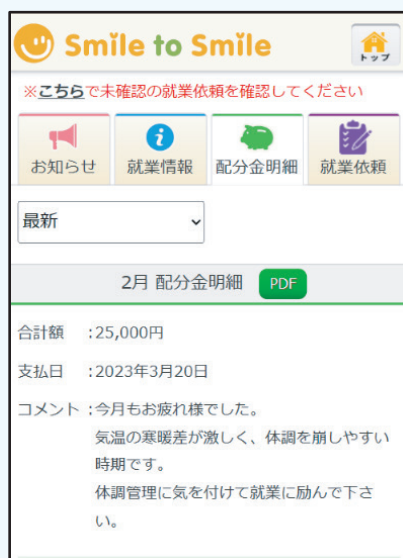 Smile to Smile
トップ
※こちらで未確認の就業依頼を確認してください
お知らせ
就業情報
配分金明細
就業依頼
最新
2月 配分金明細 PDF
合計額 :25,000円
支払日 :2023年3月20日
コメント :今月もお疲れ様でした。
気温の寒暖差が激しく、体調を崩しやすい
時期です。
体調管理に気を付けて就業に励んで下さ
い。